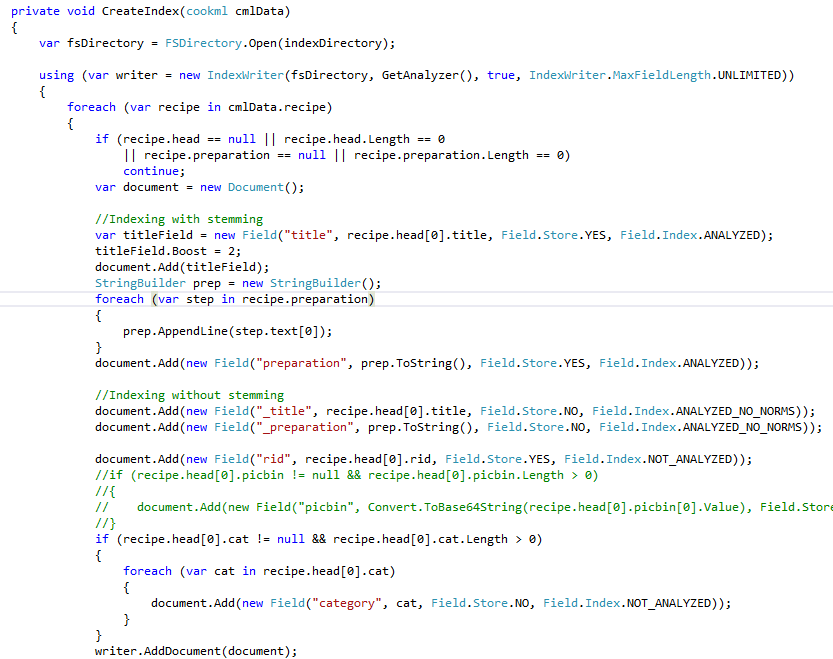 private void CreateIndex(cookml cmlData)
{
    var fsDirectory = FSDirectory.Open(indexDirectory);

    using (var writer = new IndexWriter(fsDirectory, GetAnalyzer(), true, IndexWriter.MaxFieldLength.UNLIMITED))
    {
        foreach (var recipe in cmlData.recipe)
        {
            if (recipe.head == null || recipe.head.Length == 0
                || recipe.preparation == null || recipe.preparation.Length == 0)
                continue;
            var document = new Document();

            //Indexing with stemming
            var titleField = new Field("title", recipe.head[0].title, Field.Store.YES, Field.Index.ANALYZED);
            titleField.Boost = 2;
            document.Add(titleField);
            StringBuilder prep = new StringBuilder();
            foreach (var step in recipe.preparation)
            {
                prep.AppendLine(step.text[0]);
            }
            document.Add(new Field("preparation", prep.ToString(), Field.Store.YES, Field.Index.ANALYZED));

            //Indexing without stemming
            document.Add(new Field("_title", recipe.head[0].title, Field.Store.NO, Field.Index.ANALYZED_NO_NORMS));
            document.Add(new Field("_preparation", prep.ToString(), Field.Store.NO, Field.Index.ANALYZED_NO_NORMS));

            document.Add(new Field("rid", recipe.head[0].rid, Field.Store.YES, Field.Index.NOT_ANALYZED));
            //if (recipe.head[0].picbin != null && recipe.head[0].picbin.Length > 0)
            //{
            //    document.Add(new Field("picbin", Convert.ToBase64String(recipe.head[0].picbin[0].Value), Field.Store
            //}
            if (recipe.head[0].cat != null && recipe.head[0].cat.Length > 0)
            {
                foreach (var cat in recipe.head[0].cat)
                {
                    document.Add(new Field("category", cat, Field.Store.NO, Field.Index.NOT_ANALYZED));
                }
            }
            writer.AddDocument(document);